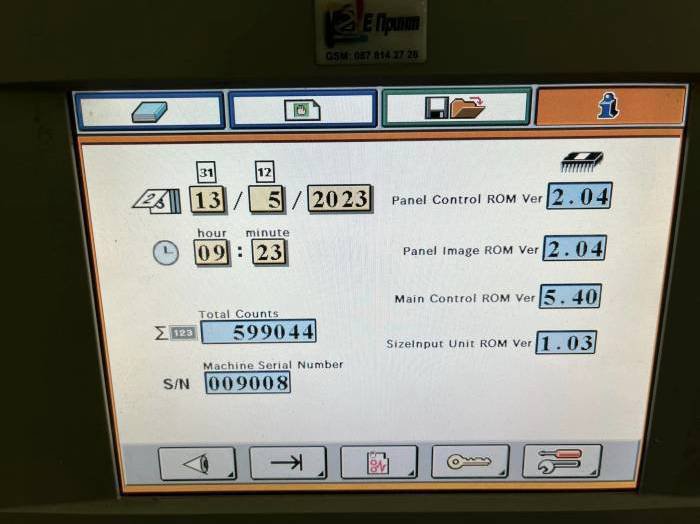 Е Принт
GSM: 087 814 27 26
31 12
13 / 5 / 2023
hour minute
09 : 23
Total Counts
Σ 123 599044
Machine Serial Number
S/N 009008
Panel Control ROM Ver 2.04
Panel Image ROM Ver 2.04
Main Control ROM Ver 5.40
SizeInput Unit ROM Ver 1.03